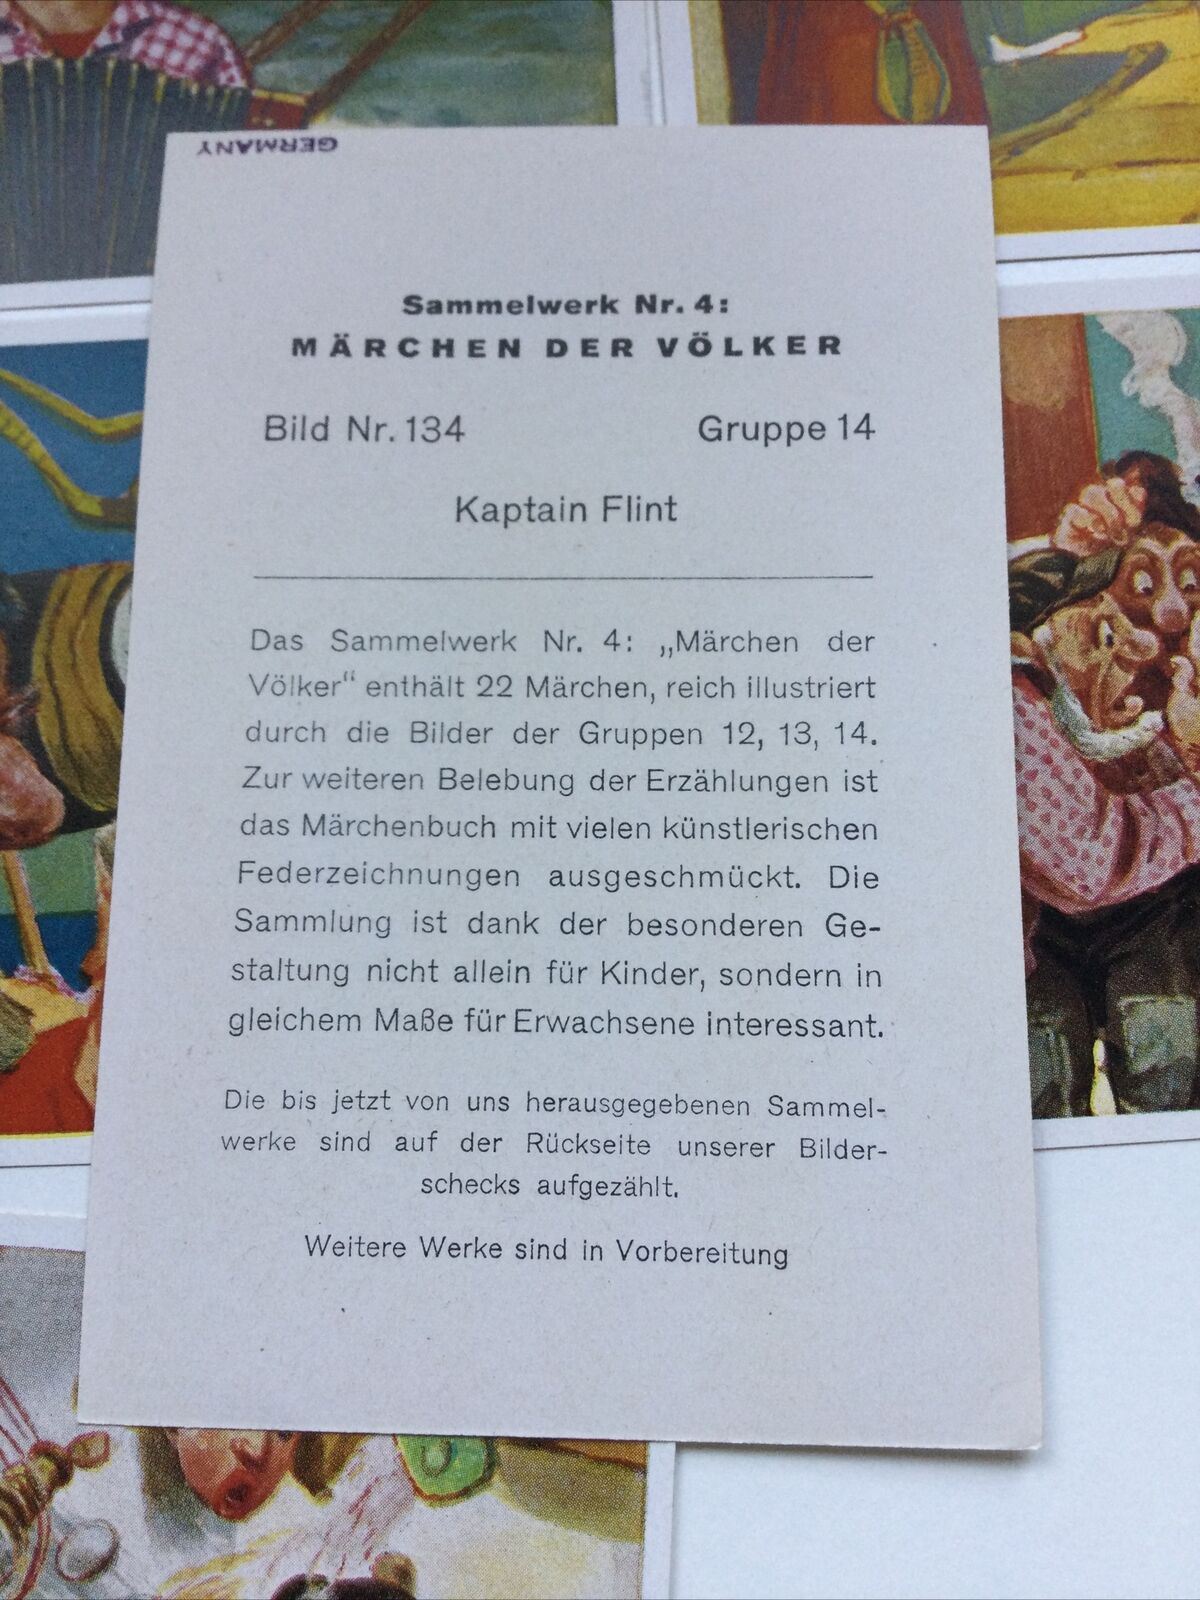 GERMANY
Sammelwerk Nr. 4:
MÄRCHEN DER VÖLKER
Bild Nr. 134 Gruppe 14
Kaptain Flint
Das Sammelwerk Nr. 4: „Märchen der
Völker“ enthält 22 Märchen, reich illustriert
durch die Bilder der Gruppen 12, 13, 14.
Zur weiteren Belebung der Erzählungen ist
das Märchenbuch mit vielen künstlerischen
Federzeichnungen ausgeschmückt. Die
Sammlung ist dank der besonderen Ge-
staltung nicht allein für Kinder, sondern in
gleichem Maße für Erwachsene interessant.
Die bis jetzt von uns herausgegebenen Sammel-
werke sind auf der Rückseite unserer Bilder-
schecks aufgezählt.
Weitere Werke sind in Vorbereitung